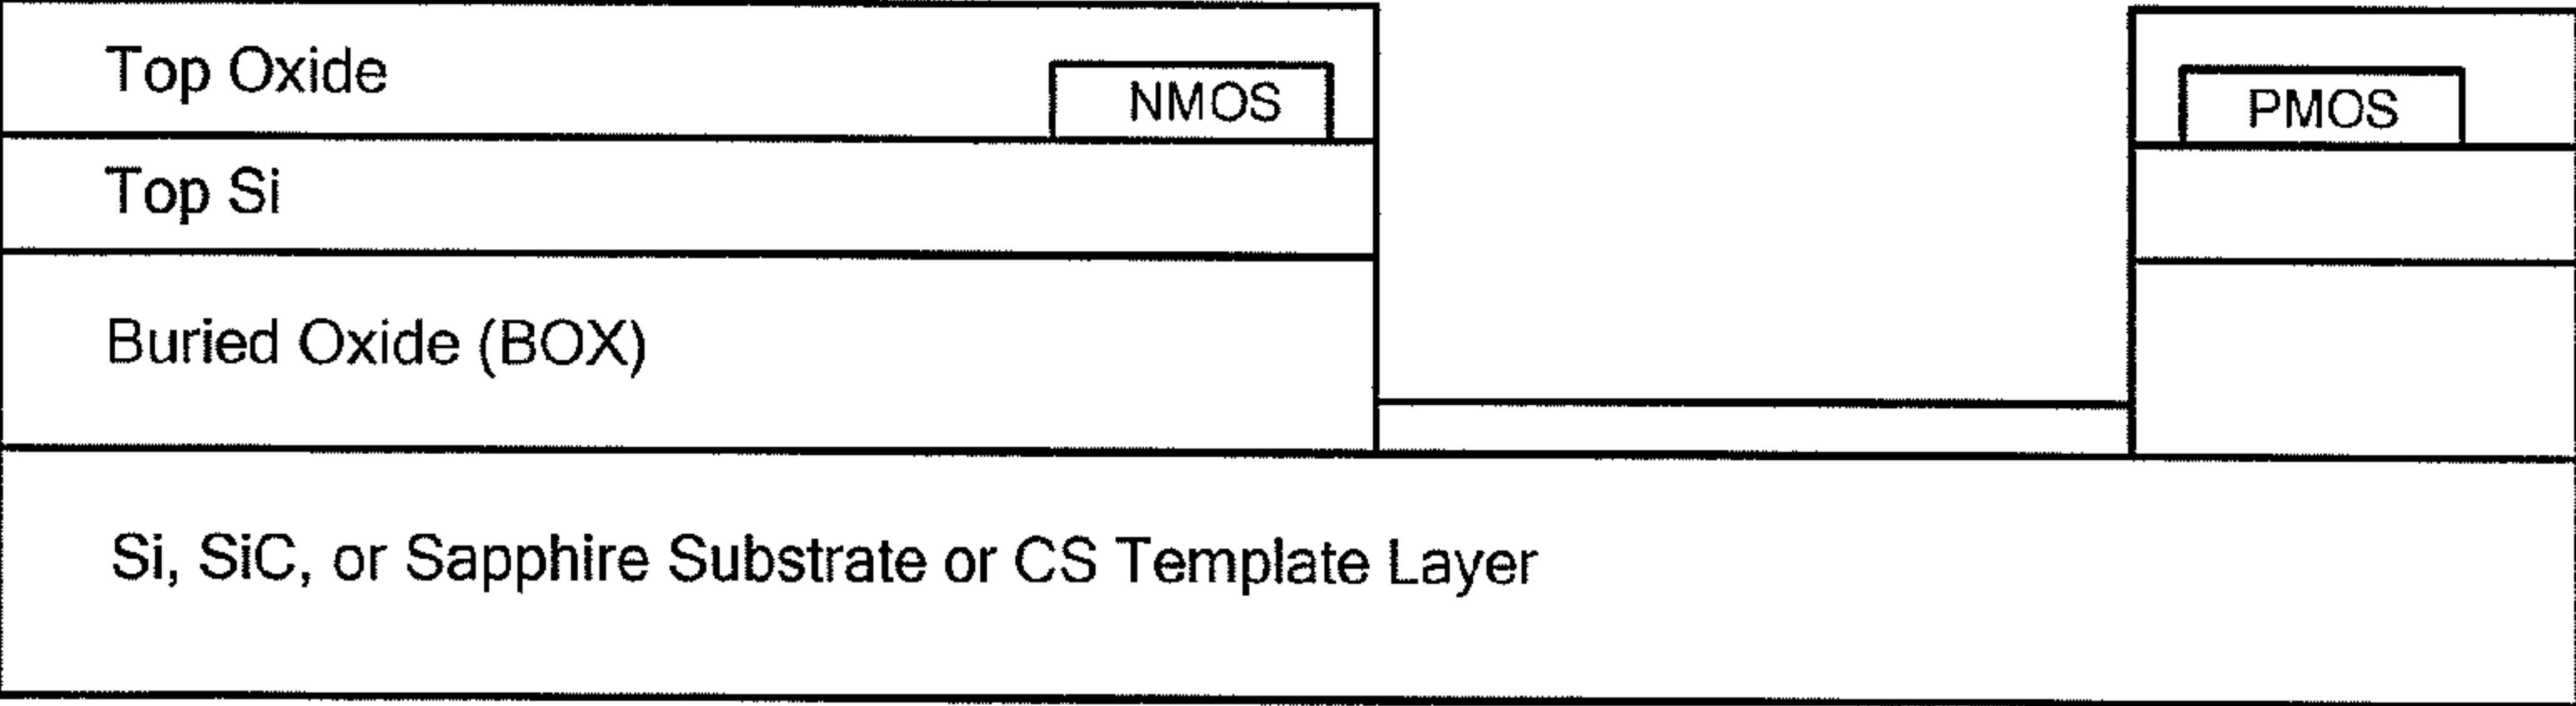 Top Oxide
NMOS
PMOS
Top Si
Buried Oxide (BOX)
Si, SiC, or Sapphire Substrate or CS Template Layer